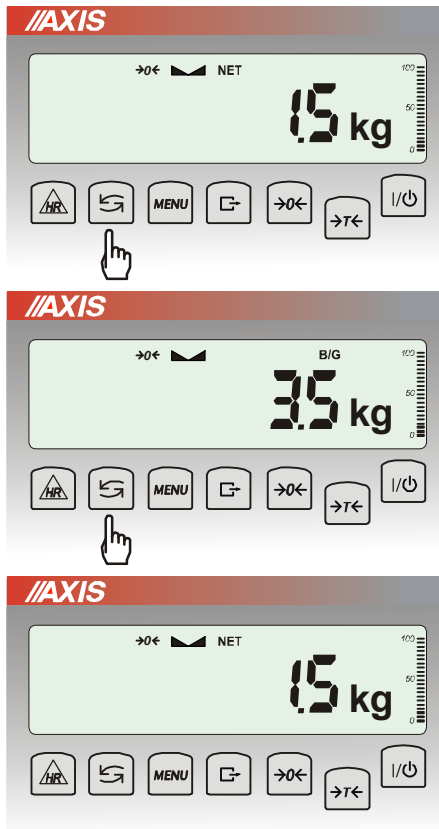 //AXIS
→0← NET 100
1.5 kg 50
0
HR MENU →0← →T← I/⏻
//AXIS
→0← B/G 100
3.5 kg 50
0
HR MENU →0← →T← I/⏻
//AXIS
→0← NET 100
1.5 kg 50
0
HR MENU →0← →T← I/⏻